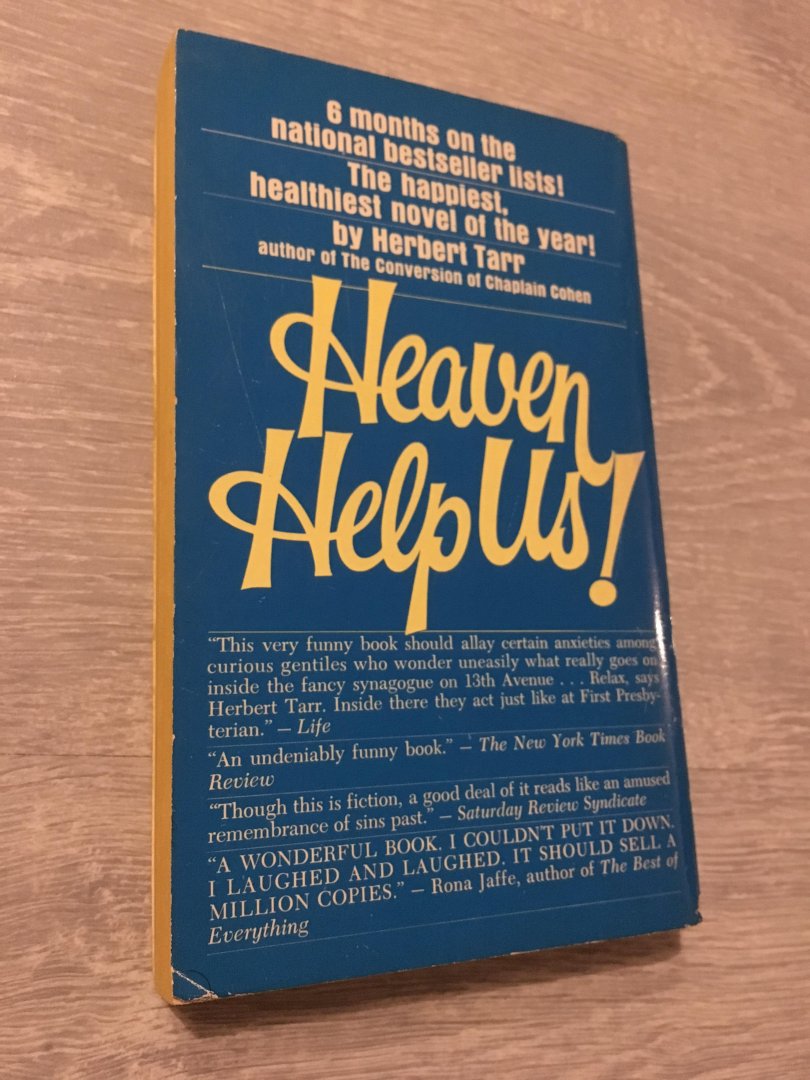 6 months on the
national bestseller lists!
The happiest,
healthiest novel of the year!
by Herbert Tarr
author of The Conversion of Chaplain Cohen
Heaven
Help Us!
“This very funny book should allay certain anxieties among
curious gentiles who wonder uneasily what really goes on
inside the fancy synagogue on 13th Avenue . . . Relax, says
Herbert Tarr. Inside there they act just like at First Presby-
terian.” – Life
“An undeniably funny book.” – The New York Times Book
Review
“Though this is fiction, a good deal of it reads like an amused
remembrance of sins past.” – Saturday Review Syndicate
“A WONDERFUL BOOK. I COULDN'T PUT IT DOWN.
I LAUGHED AND LAUGHED. IT SHOULD SELL A
MILLION COPIES.” – Rona Jaffe, author of The Best of
Everything